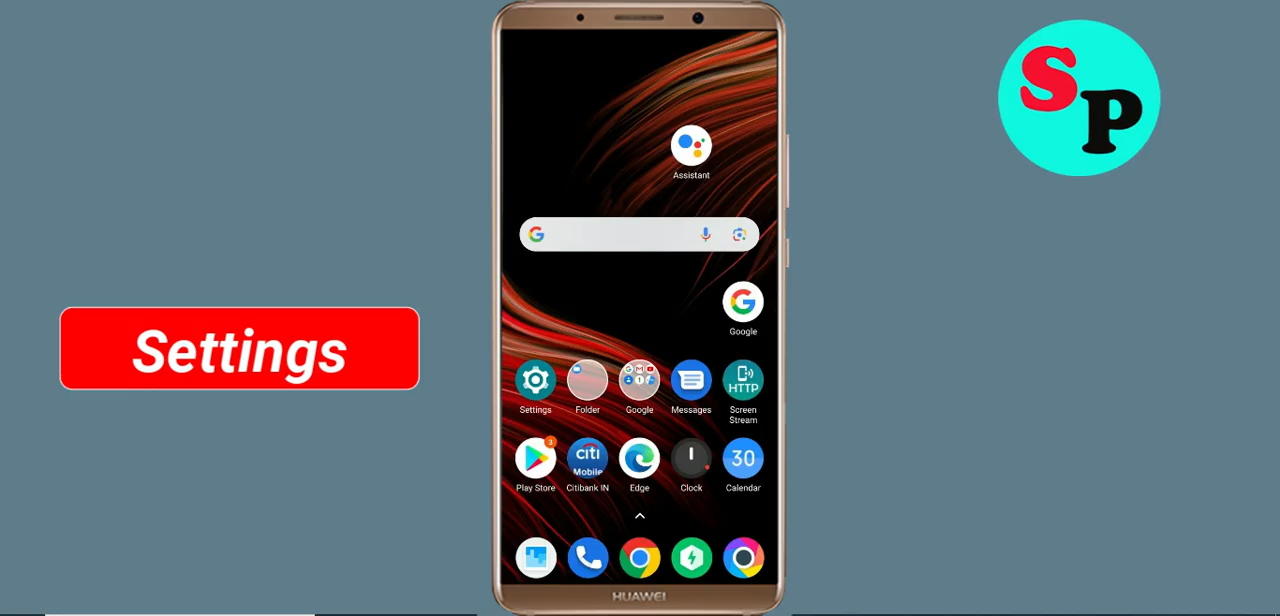 S
P
Assistant
Google
Settings
Settings
Folder
Google
Messages
HTTP
Screen
Stream
3
citi
Mobile
30
Play Store
Citibank IN
Edge
Clock
Calendar
HUAWEI